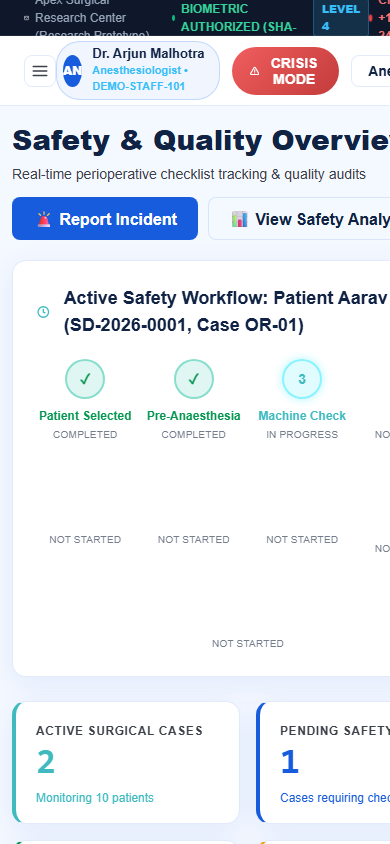 Apex Surgical
Research Center
(Research Prototype)
BIOMETRIC
AUTHORIZED (SHA-
LEVEL
4
AN
Dr. Arjun Malhotra
Anesthesiologist •
DEMO-STAFF-101
CRISIS
MODE
Ane
Safety & Quality Overvie
Real-time perioperative checklist tracking & quality audits
Report Incident
View Safety Analy
Active Safety Workflow: Patient Aarav
(SD-2026-0001, Case OR-01)
✓ ✓ 3
Patient Selected Pre-Anaesthesia Machine Check
COMPLETED COMPLETED IN PROGRESS NO
NOT STARTED NOT STARTED NOT STARTED NO
NOT STARTED
ACTIVE SURGICAL CASES
2
Monitoring 10 patients
PENDING SAFETY
1
Cases requiring chec